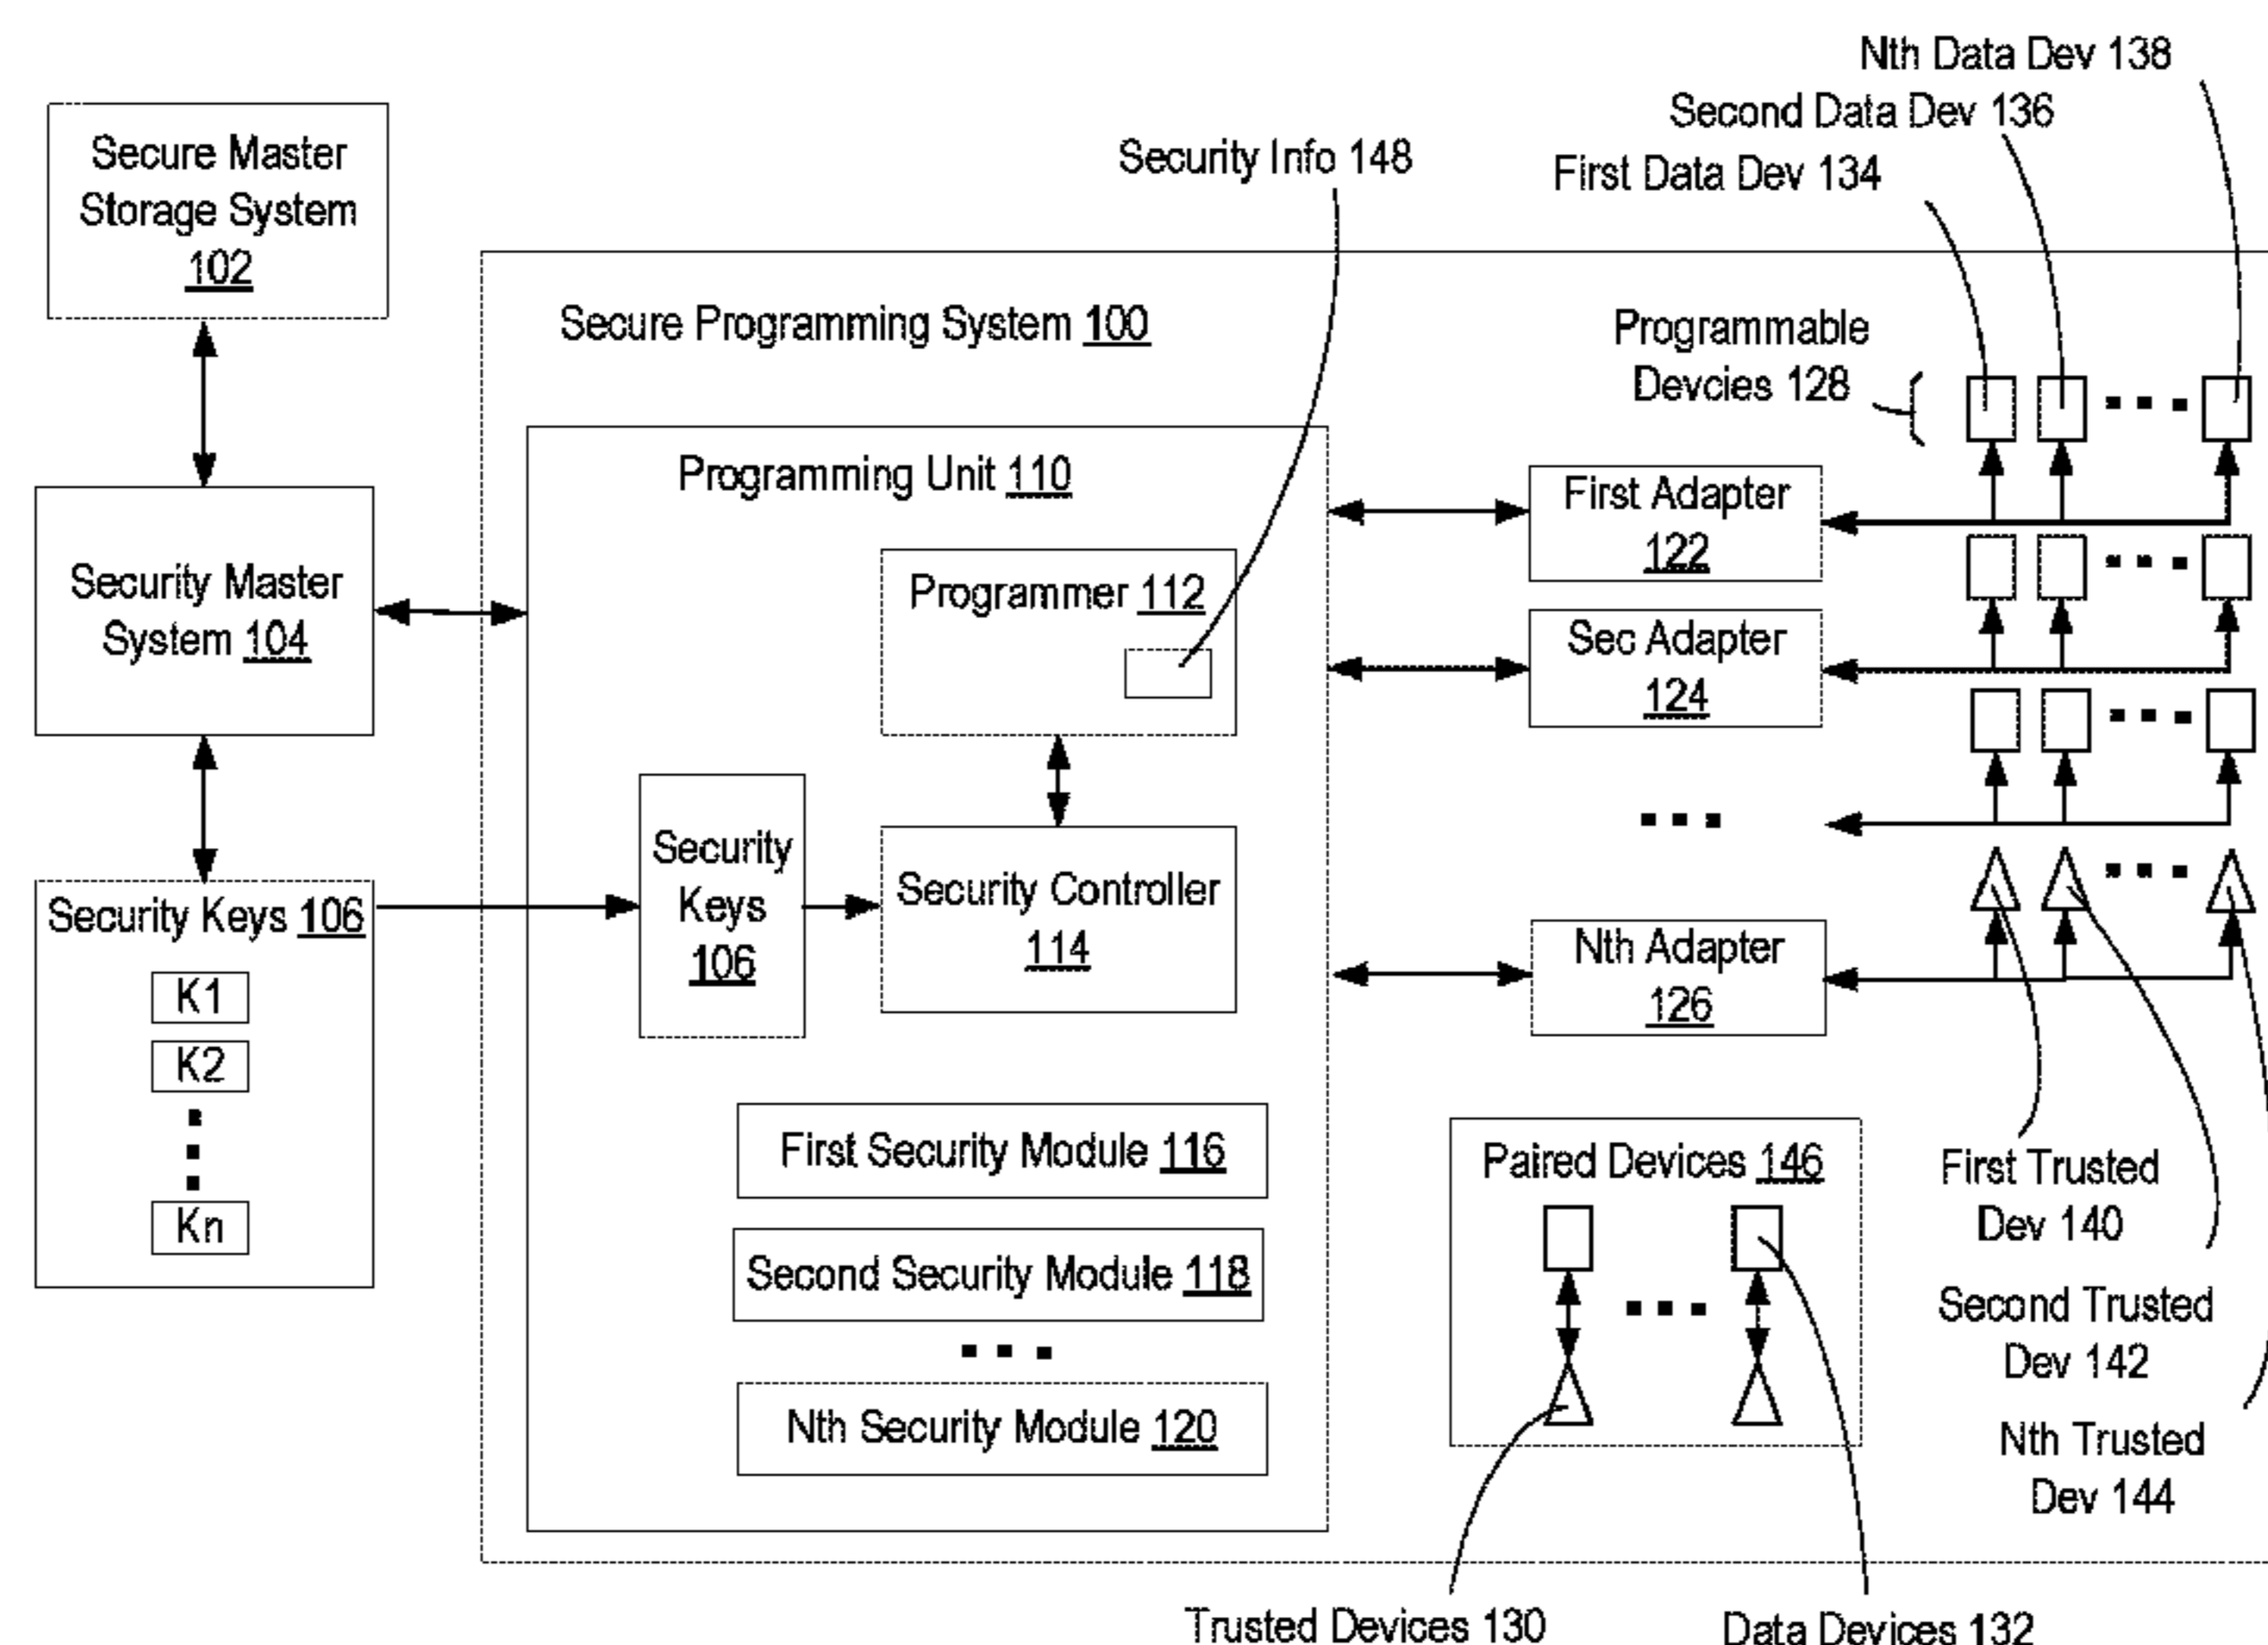 Nth Data Dev 138
Second Data Dev 136
First Data Dev 134
Security Info 148
Secure Master
Storage System
102
Secure Programming System 100
Programmable
Devcies 128
Programming Unit 110
First Adapter
122
Security Master
System 104
Programmer 112
Sec Adapter
124
Security
Keys
106
Security Controller
114
Security Keys 106
K1
K2
Kn
Nth Adapter
126
First Security Module 116
Second Security Module 118
Nth Security Module 120
Paired Devices 146
First Trusted
Dev 140
Second Trusted
Dev 142
Nth Trusted
Dev 144
Trusted Devices 130
Data Devices 132